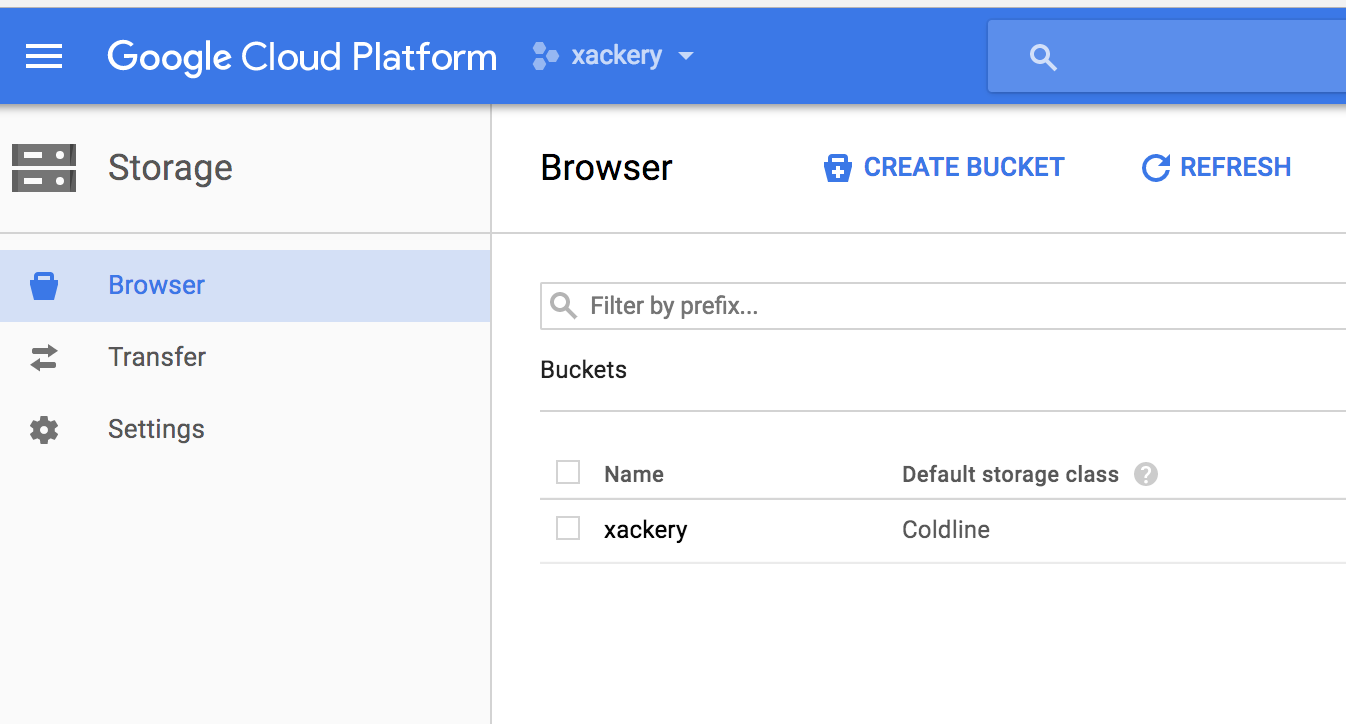 Google Cloud Platform xackery
Storage
Browser CREATE BUCKET REFRESH
Browser
Transfer
Settings
Filter by prefix...
Buckets
Name Default storage class ?
xackery Coldline